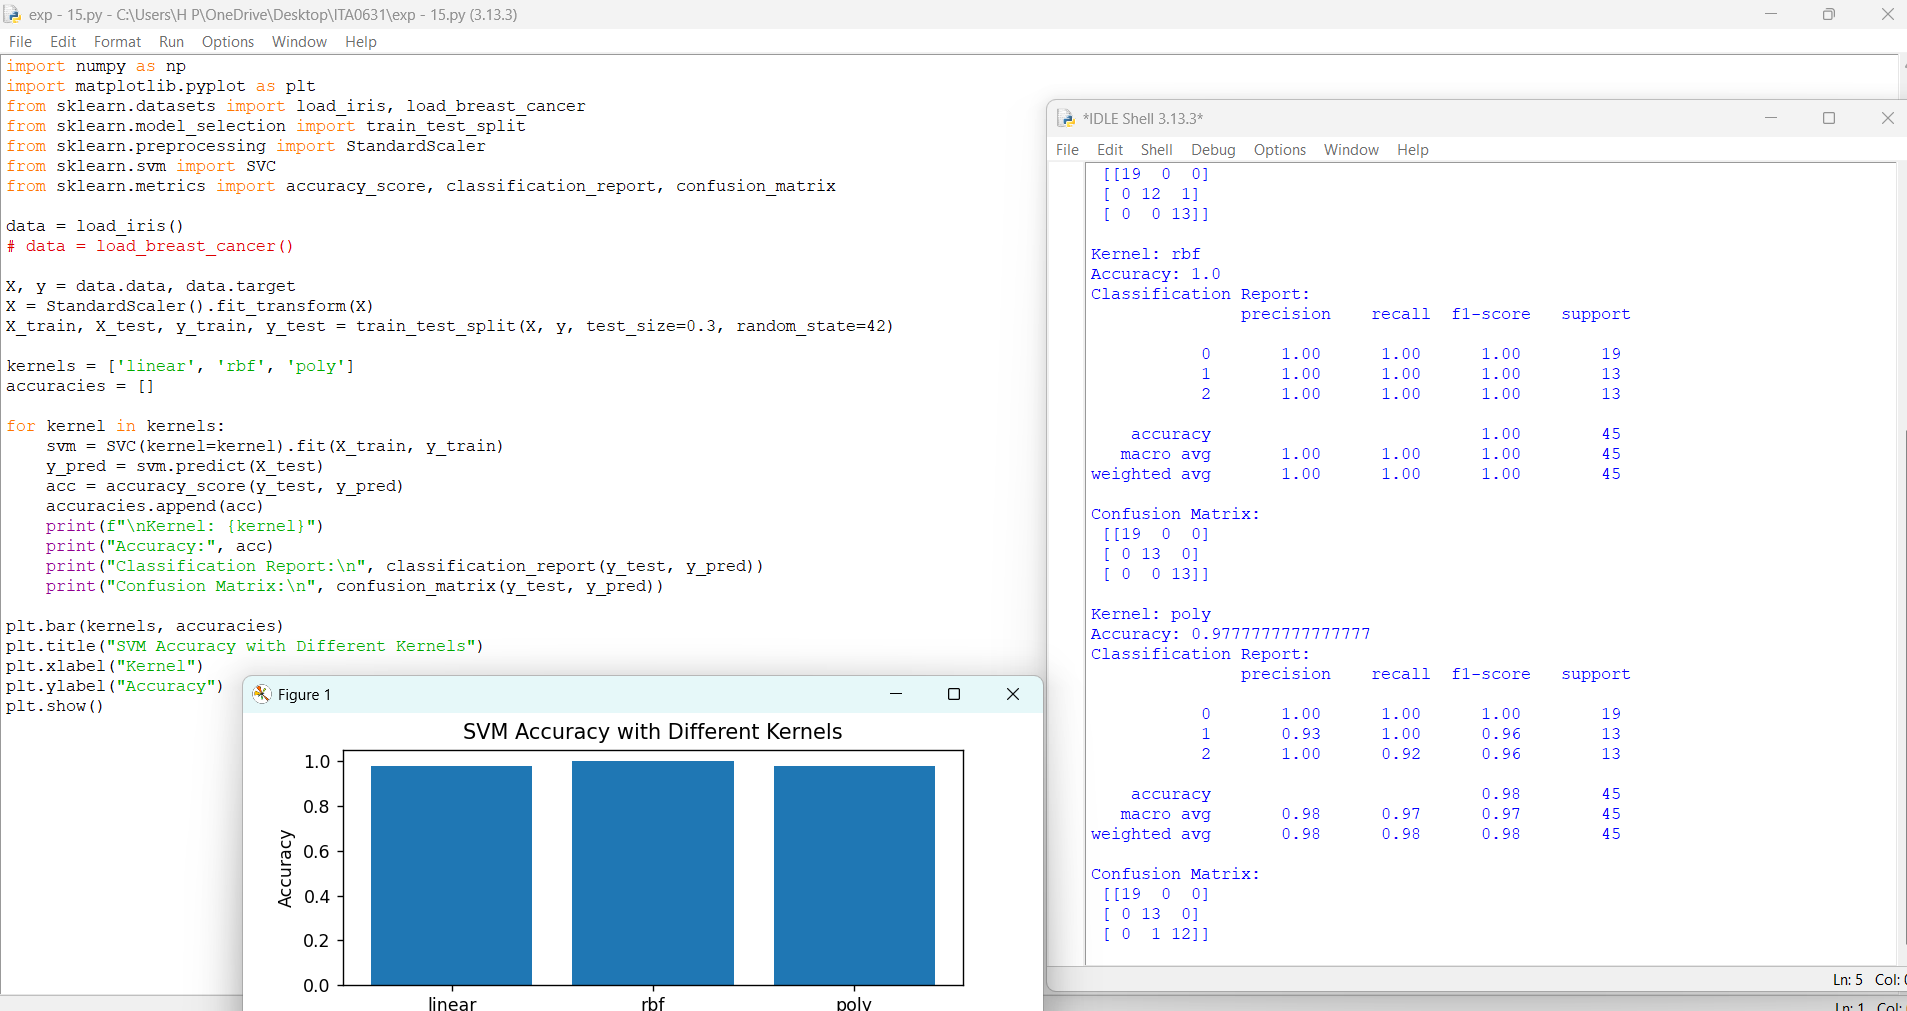 exp - 15.py - C:\Users\H P\OneDrive\Desktop\ITA0631\exp - 15.py (3.13.3)
File Edit Format Run Options Window Help
import numpy as np
import matplotlib.pyplot as plt
from sklearn.datasets import load_iris, load_breast_cancer
from sklearn.model_selection import train_test_split
from sklearn.preprocessing import StandardScaler
from sklearn.svm import SVC
from sklearn.metrics import accuracy_score, classification_report, confusion_matrix
data = load_iris()
# data = load_breast_cancer()
X, y = data.data, data.target
X = StandardScaler().fit_transform(X)
X_train, X_test, y_train, y_test = train_test_split(X, y, test_size=0.3, random_state=42)
kernels = ['linear', 'rbf', 'poly']
accuracies = []
for kernel in kernels:
    svm = SVC(kernel=kernel).fit(X_train, y_train)
    y_pred = svm.predict(X_test)
    acc = accuracy_score(y_test, y_pred)
    accuracies.append(acc)
    print(f"\nKernel: {kernel}")
    print("Accuracy:", acc)
    print("Classification Report:\n", classification_report(y_test, y_pred))
    print("Confusion Matrix:\n", confusion_matrix(y_test, y_pred))
plt.bar(kernels, accuracies)
plt.title("SVM Accuracy with Different Kernels")
plt.xlabel("Kernel")
plt.ylabel("Accuracy")
plt.show()
Figure 1
SVM Accuracy with Different Kernels
Accuracy
1.0
0.8
0.6
0.4
0.2
0.0
linear rbf poly
*IDLE Shell 3.13.3*
File Edit Shell Debug Options Window Help
[[19  0  0]
[ 0 12  1]
[ 0  0 13]]
Kernel: rbf
Accuracy: 1.0
Classification Report:
precision recall f1-score support
0 1.00 1.00 1.00 19
1 1.00 1.00 1.00 13
2 1.00 1.00 1.00 13
accuracy 1.00 45
macro avg 1.00 1.00 1.00 45
weighted avg 1.00 1.00 1.00 45
Confusion Matrix:
[[19  0  0]
[ 0 13  0]
[ 0  0 13]]
Kernel: poly
Accuracy: 0.9777777777777777
Classification Report:
precision recall f1-score support
0 1.00 1.00 1.00 19
1 0.93 1.00 0.96 13
2 1.00 0.92 0.96 13
accuracy 0.98 45
macro avg 0.98 0.97 0.97 45
weighted avg 0.98 0.98 0.98 45
Confusion Matrix:
[[19  0  0]
[ 0 13  0]
[ 0  1 12]]
Ln: 5 Col:
Ln: 1 Col: